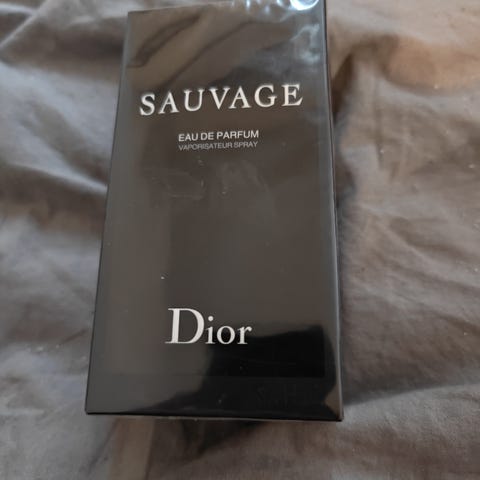 SAUVAGE
EAU DE PARFUM
VAPORISATEUR SPRAY
Dior